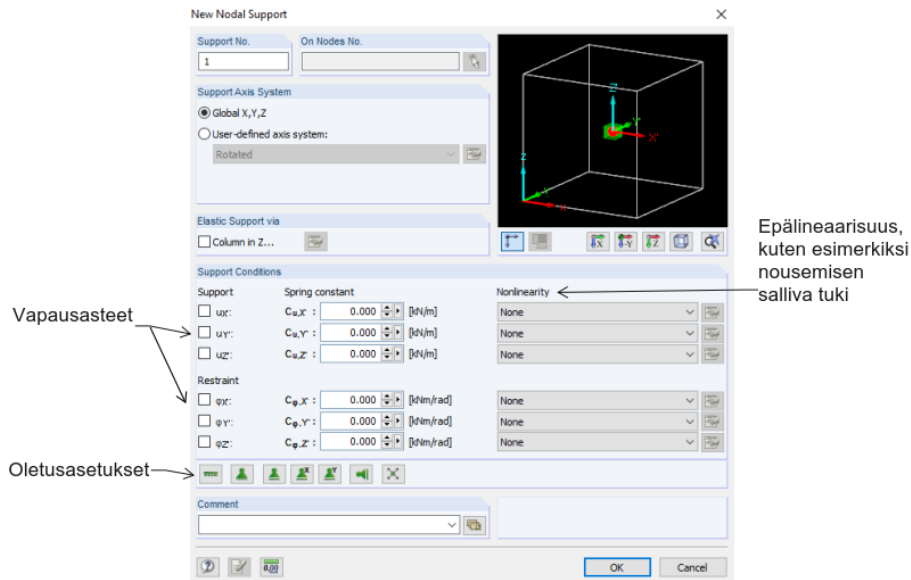 New Nodal Support
Support No.
On Nodes No.
1
Support Axis System
Global X,Y,Z
User-defined axis system:
Rotated
Elastic Support via
Column in Z...
Z'
Y'
X'
Z
Y
X
X
-Y
Z
Epälineaarisuus,
kuten esimerkiksi
nousemisen
salliva tuki
Vapausasteet
Oletusasetukset
Support Conditions
Support Spring constant Nonlinearity
uX': Cu,X' : 0.000 [kN/m] None
uY': Cu,Y' : 0.000 [kN/m] None
uZ': Cu,Z' : 0.000 [kN/m] None
Restraint
φX': Cφ,X' : 0.000 [kNm/rad] None
φY': Cφ,Y' : 0.000 [kNm/rad] None
φZ': Cφ,Z' : 0.000 [kNm/rad] None
X
Y
Comment
0.00
OK
Cancel